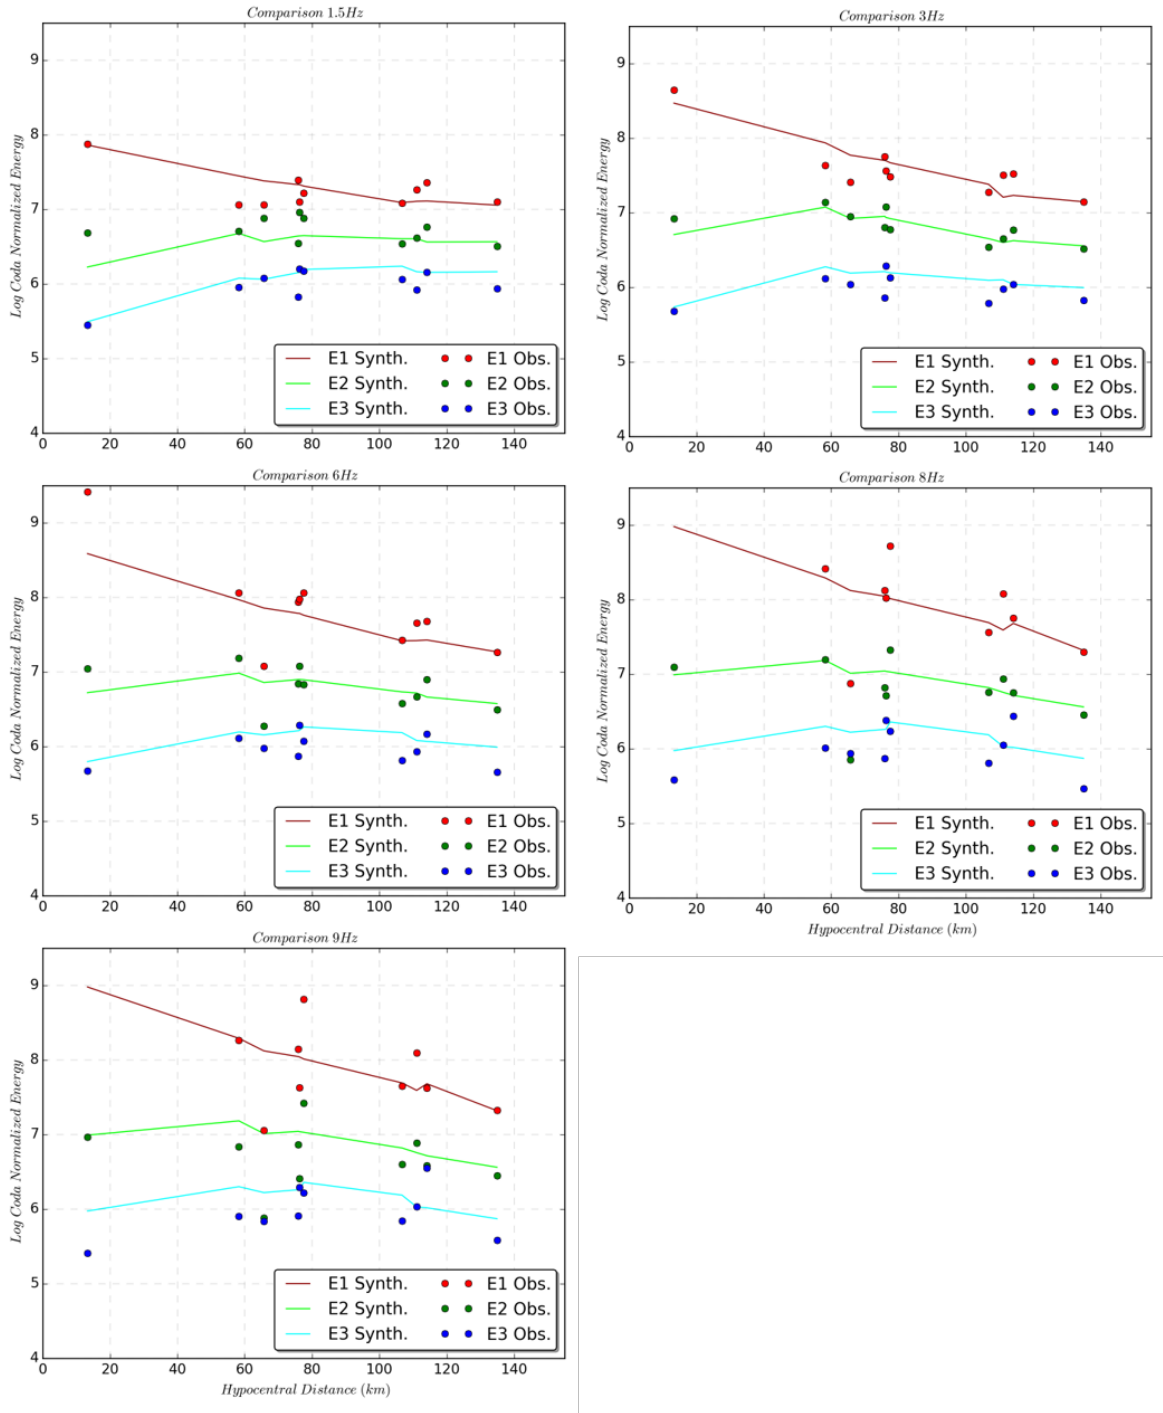 Comparison 1.5Hz
Log Coda Normalized Energy
9
8
7
6
5
4
0 20 40 60 80 100 120 140
E1 Synth. E1 Obs.
E2 Synth. E2 Obs.
E3 Synth. E3 Obs.
Comparison 3Hz
Log Coda Normalized Energy
9
8
7
6
5
4
0 20 40 60 80 100 120 140
E1 Synth. E1 Obs.
E2 Synth. E2 Obs.
E3 Synth. E3 Obs.
Comparison 6Hz
Log Coda Normalized Energy
9
8
7
6
5
4
0 20 40 60 80 100 120 140
E1 Synth. E1 Obs.
E2 Synth. E2 Obs.
E3 Synth. E3 Obs.
Comparison 8Hz
Log Coda Normalized Energy
9
8
7
6
5
4
0 20 40 60 80 100 120 140
Hypocentral Distance (km)
E1 Synth. E1 Obs.
E2 Synth. E2 Obs.
E3 Synth. E3 Obs.
Comparison 9Hz
Log Coda Normalized Energy
9
8
7
6
5
4
0 20 40 60 80 100 120 140
Hypocentral Distance (km)
E1 Synth. E1 Obs.
E2 Synth. E2 Obs.
E3 Synth. E3 Obs.